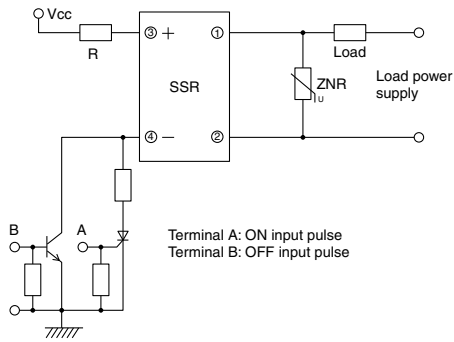 Vcc
R
③ +
①
SSR
Load
ZNR
U
Load power
supply
④ −
②
B
A
Terminal A: ON input pulse
Terminal B: OFF input pulse